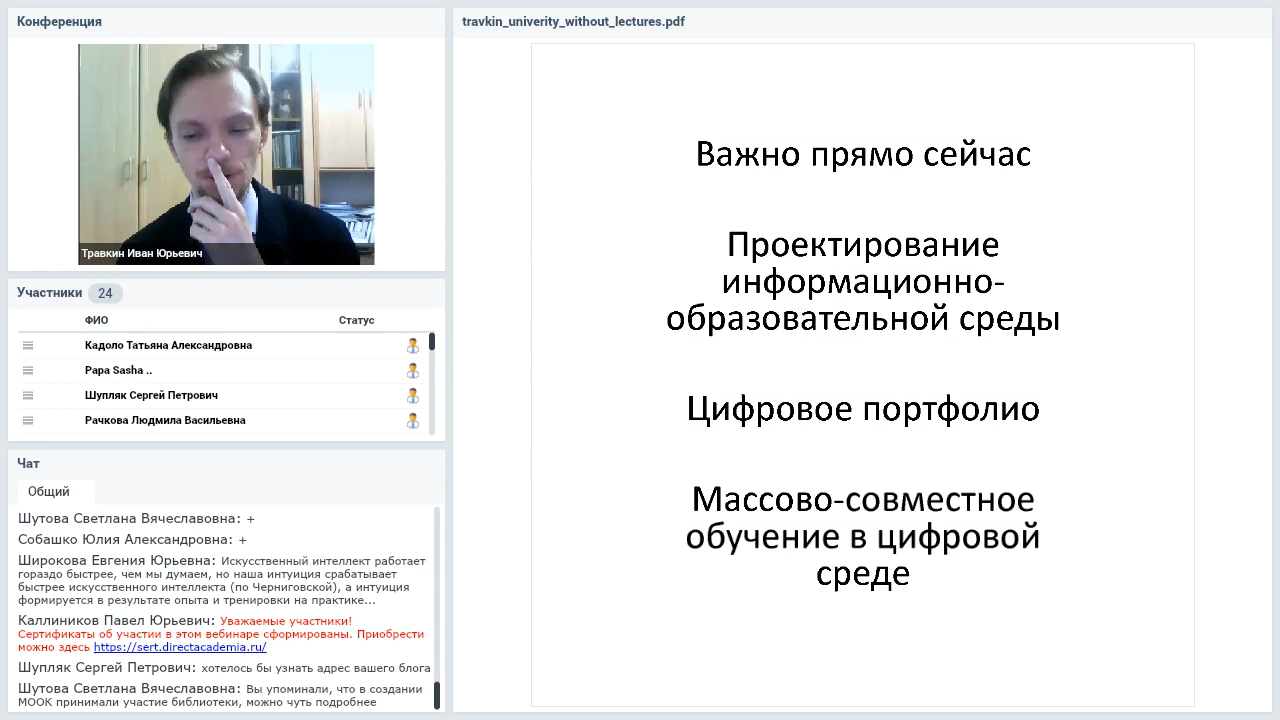 Конференция
Травкин Иван Юрьевич
Участники 24
ФИО Статус
Кадоло Татьяна Александровна
Papa Sasha ..
Шупляк Сергей Петрович
Рачкова Людмила Васильевна
Чат
Общий
Шутова Светлана Вячеславовна: +
Собашко Юлия Александровна: +
Широкова Евгения Юрьевна: Искусственный интеллект работает
гораздо быстрее, чем мы думаем, но наша интуиция срабатывает
быстрее искусственного интеллекта (по Черниговской), а интуиция
формируется в результате опыта и тренировки на практике...
Каллиников Павел Юрьевич: Уважаемые участники!
Сертификаты об участии в этом вебинаре сформированы. Приобрести
можно здесь https://sert.directacademia.ru/
Шупляк Сергей Петрович: хотелось бы узнать адрес вашего блога
Шутова Светлана Вячеславовна: Вы упоминали, что в создании
МООК принимали участие библиотеки, можно чуть подробнее
travkin_univerity_without_lectures.pdf
Важно прямо сейчас
Проектирование
информационно-
образовательной среды
Цифровое портфолио
Массово-совместное
обучение в цифровой
среде